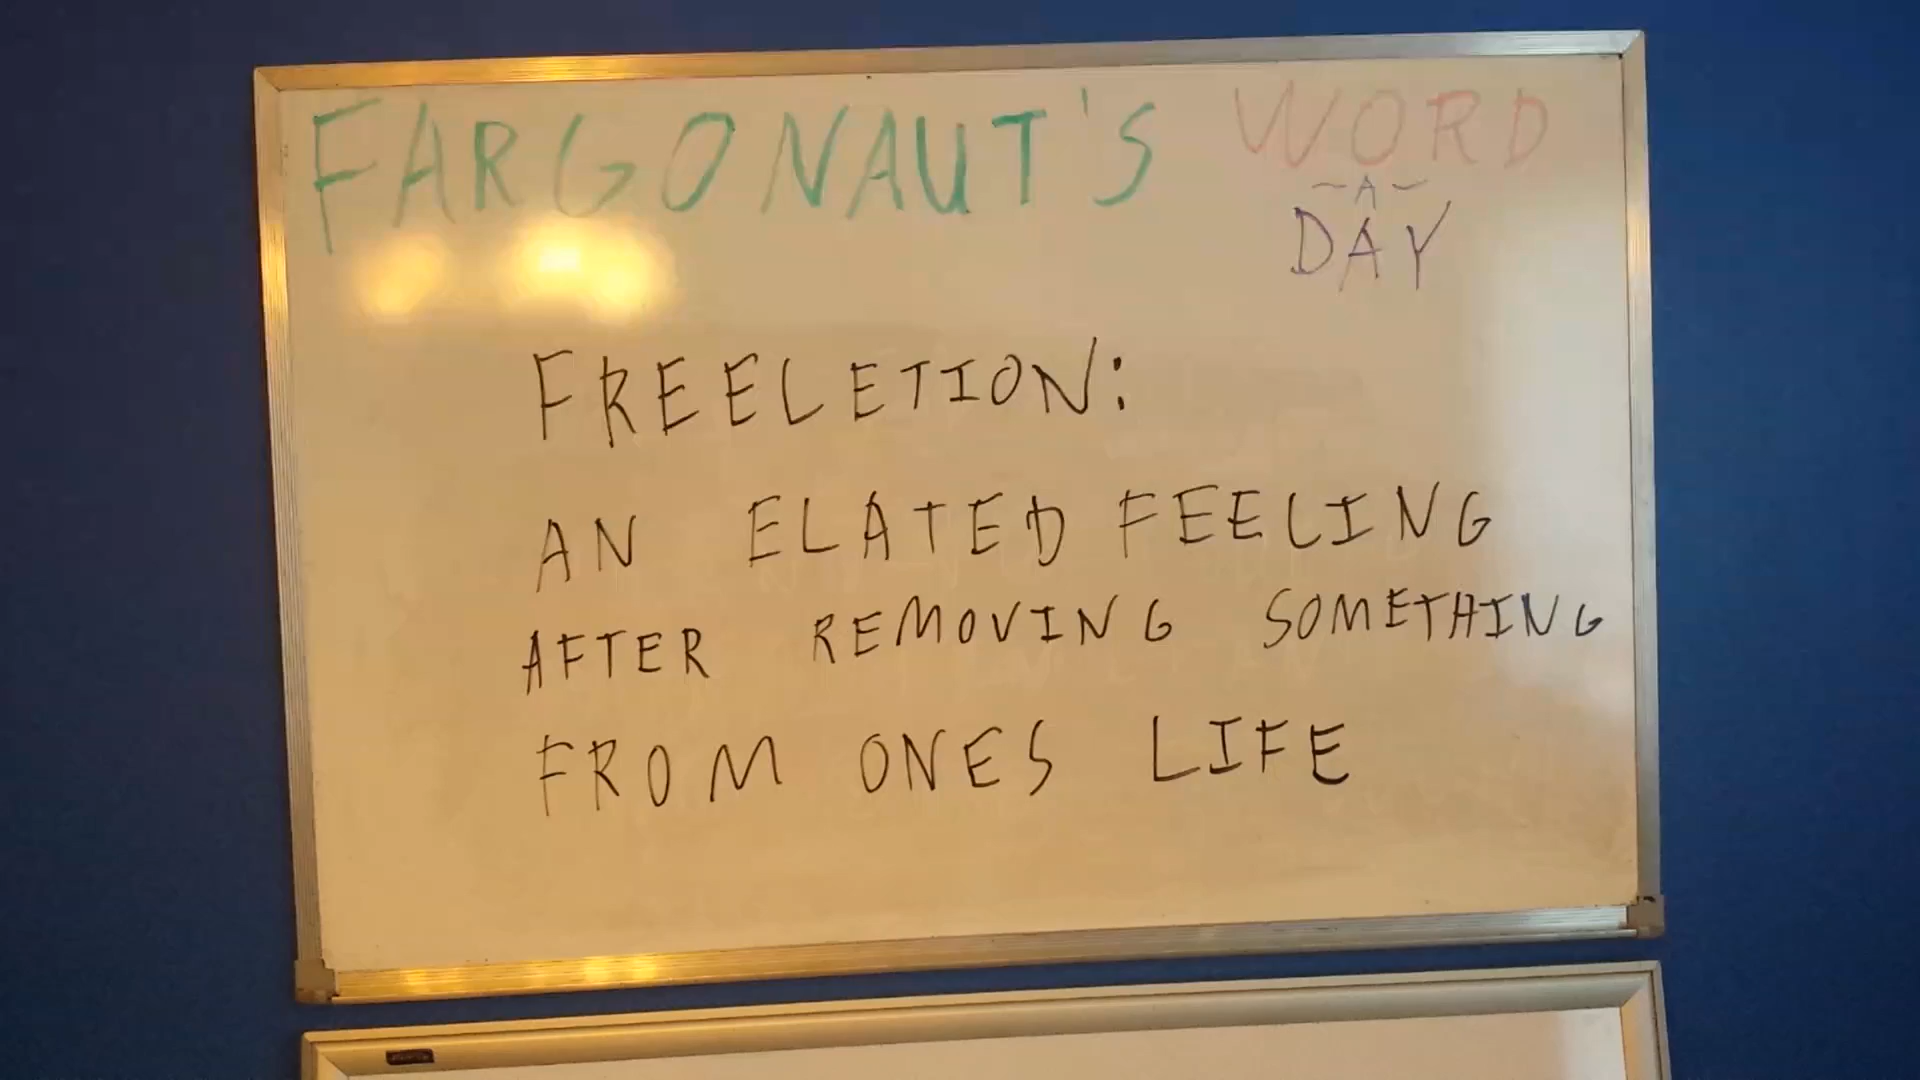 FARGONAUT'S WORD
-A-
DAY
FREELETION:
AN ELATED FEELING
AFTER REMOVING SOMETHING
FROM ONES LIFE